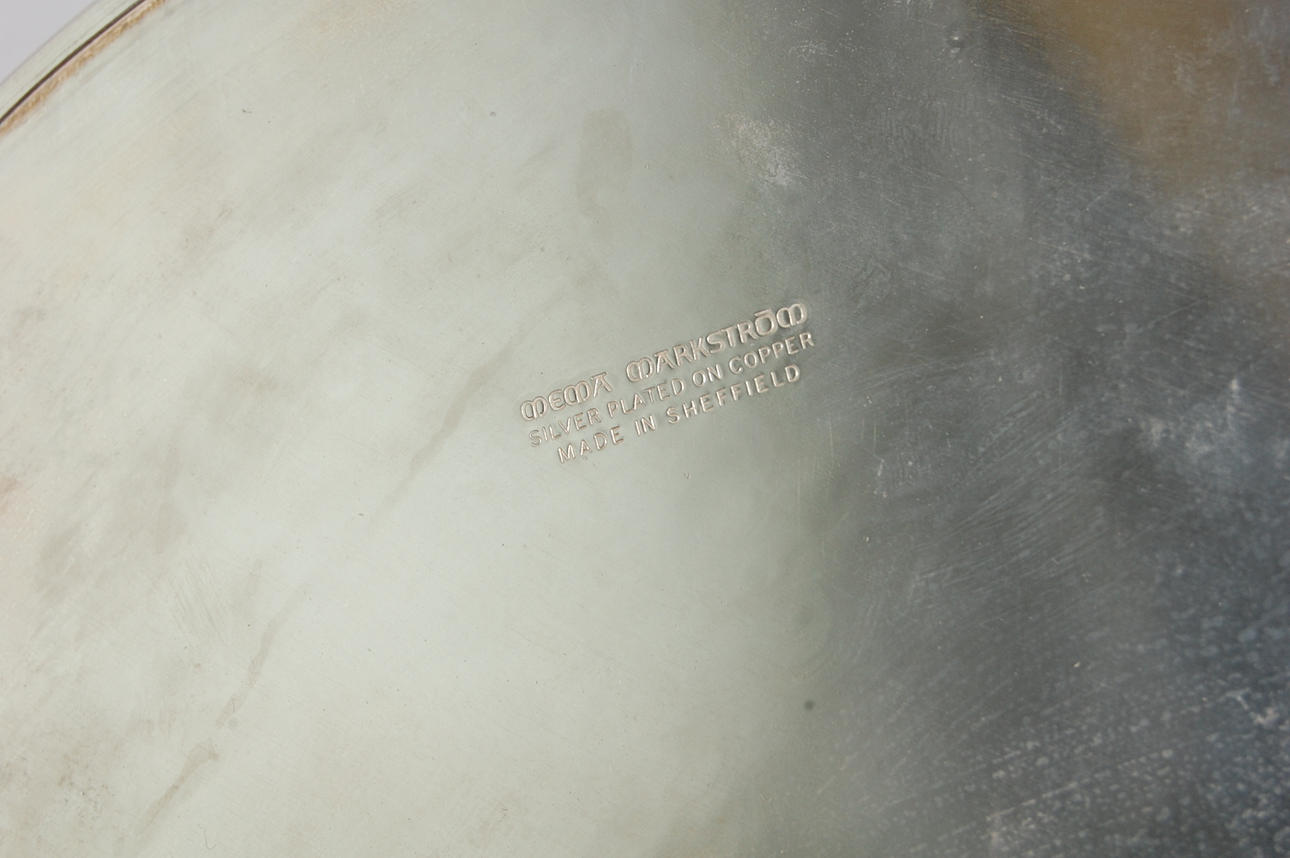 MEMA MARKSTRÖM
SILVER PLATED ON COPPER
MADE IN SHEFFIELD